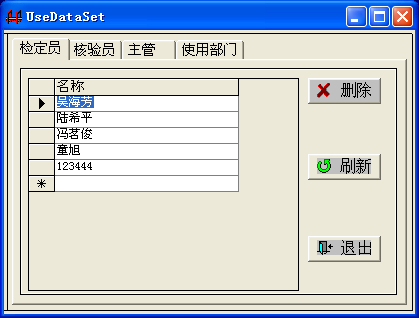 UseDataSet
检定员 核验员 主管 使用部门
名称
吴海芳
陆希平
冯茗俊
童旭
123444
删除
刷新
退出